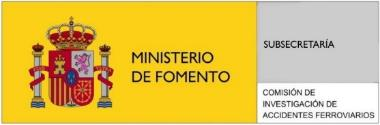 MINISTERIO
DE FOMENTO
SUBSECRETARÍA
COMISIÓN DE
INVESTIGACIÓN DE
ACCIDENTES FERROVIARIOS